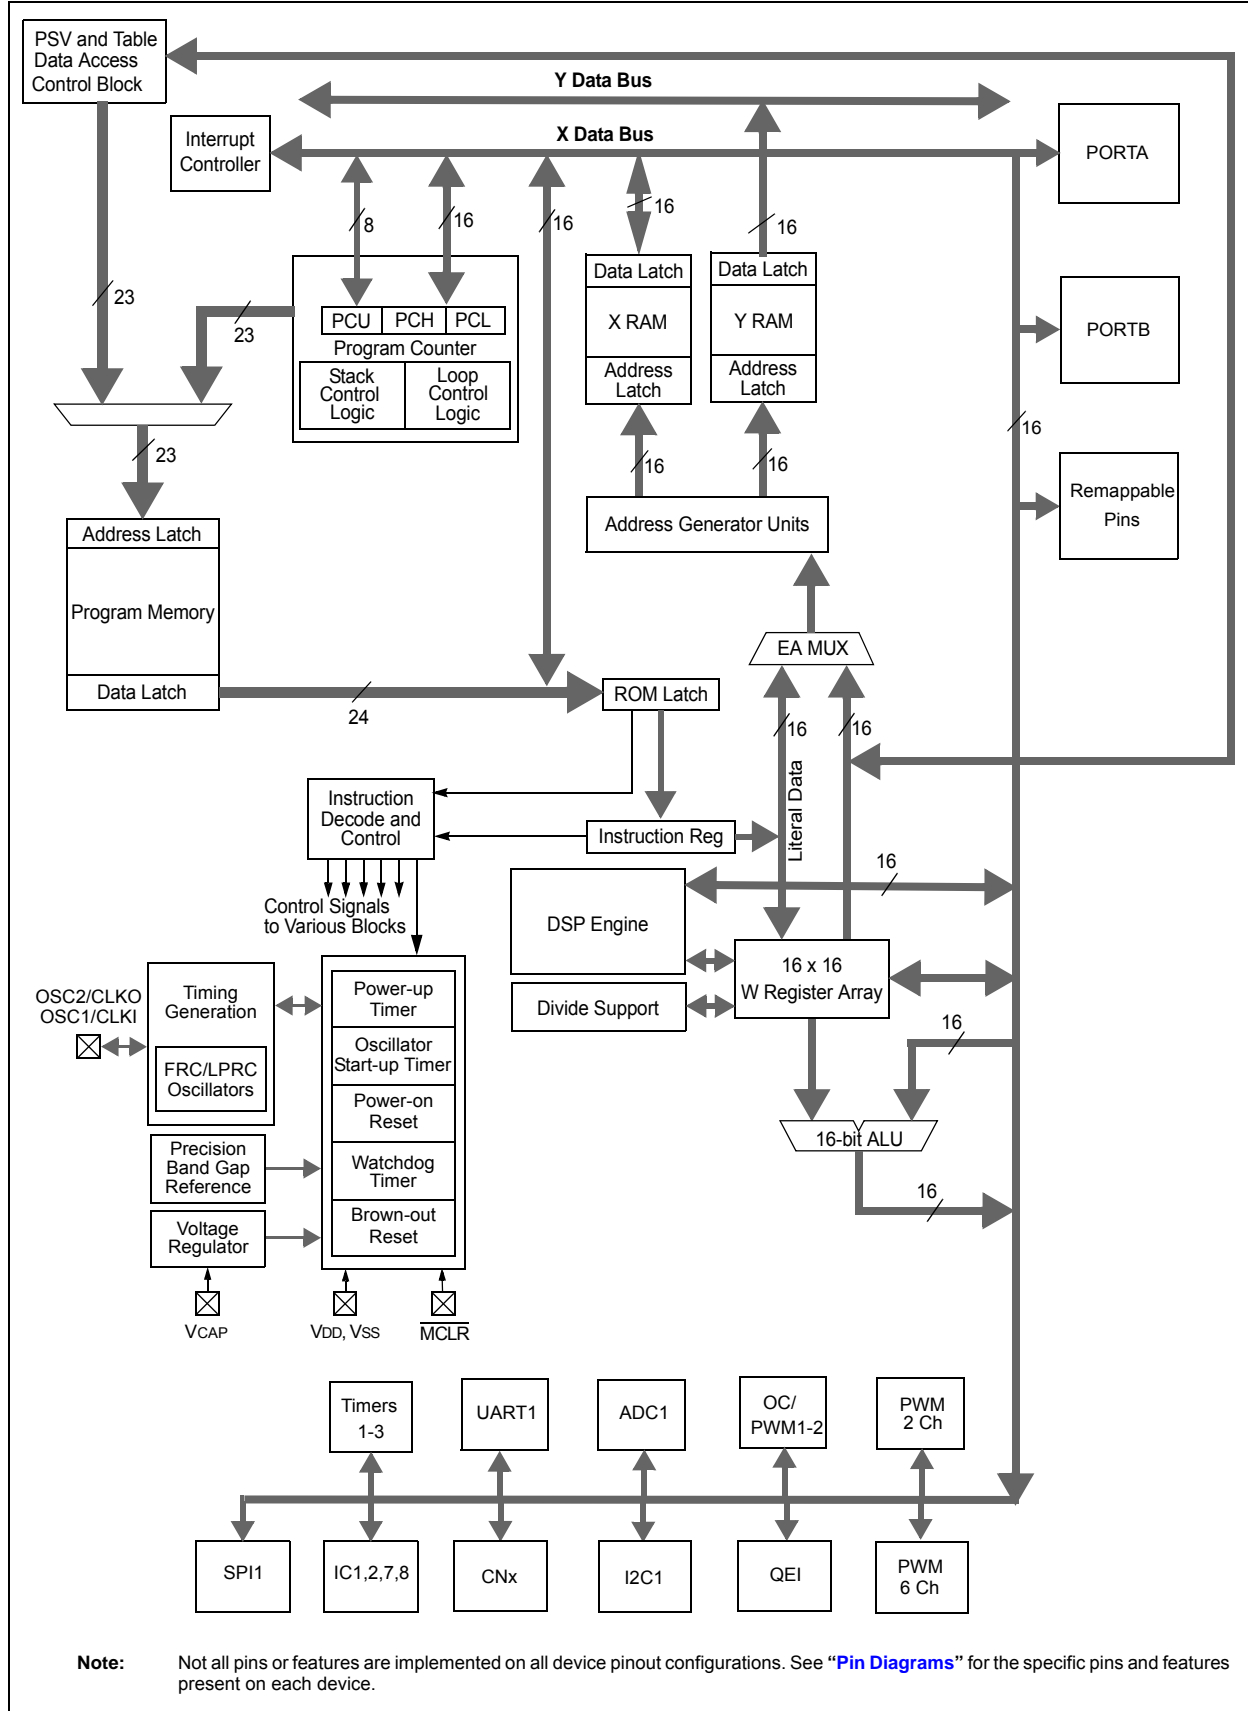 PSV and Table
Data Access
Control Block
Y Data Bus
X Data Bus
Interrupt
Controller
PORTA
8
16
16
16
16
23
23
Data Latch
Data Latch
PCU
PCH
PCL
X RAM
Y RAM
PORTB
Program Counter
Stack
Control
Logic
Loop
Control
Logic
Address
Latch
Address
Latch
16
23
16
16
Remappable
Pins
Address Generator Units
Address Latch
Program Memory
Data Latch
EA MUX
ROM Latch
24
16
16
Literal Data
Instruction
Decode and
Control
Instruction Reg
16
Control Signals
to Various Blocks
DSP Engine
16 x 16
W Register Array
Divide Support
OSC2/CLKO
OSC1/CLKI
Timing
Generation
Power-up
Timer
16
FRC/LPRC
Oscillators
Oscillator
Start-up Timer
Power-on
Reset
16-bit ALU
Precision
Band Gap
Reference
Watchdog
Timer
16
Voltage
Regulator
Brown-out
Reset
VCAP
VDD, VSS
MCLR
Timers
1-3
UART1
ADC1
OC/
PWM1-2
PWM
2 Ch
SPI1
IC1,2,7,8
CNx
I2C1
QEI
PWM
6 Ch
Note: Not all pins or features are implemented on all device pinout configurations. See “Pin Diagrams” for the specific pins and features
present on each device.